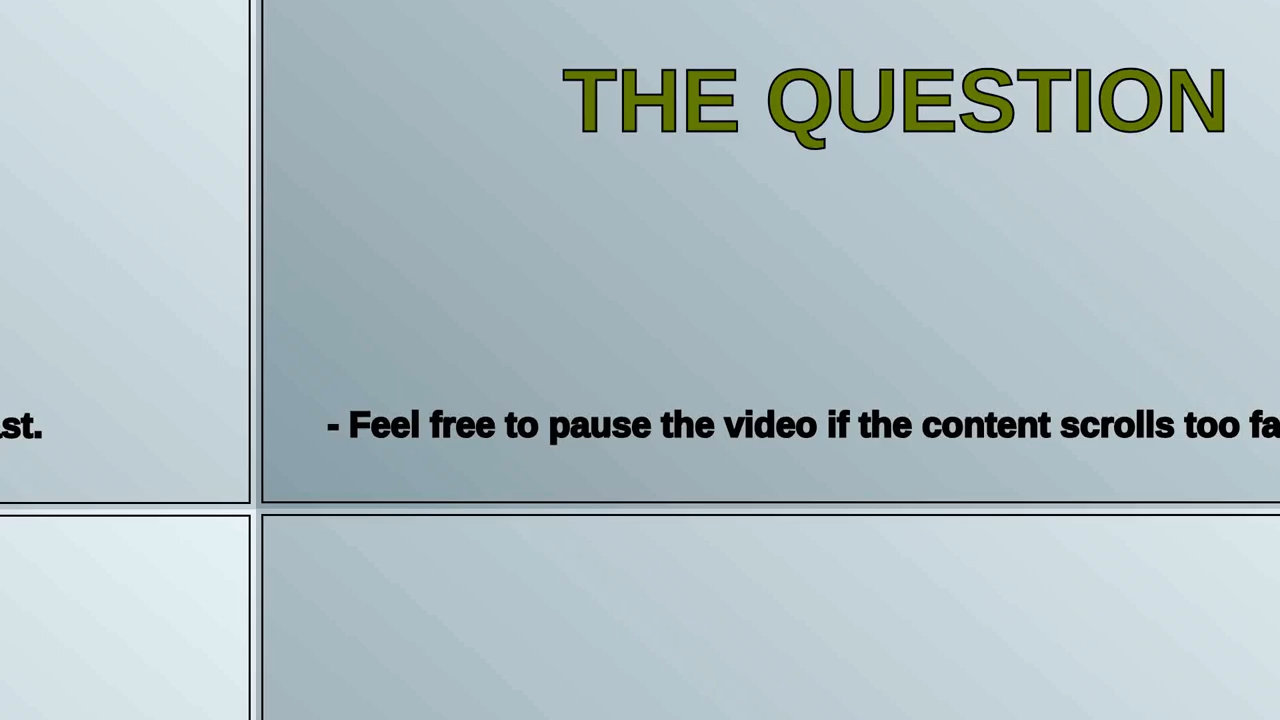 THE QUESTION
st.
- Feel free to pause the video if the content scrolls too fa